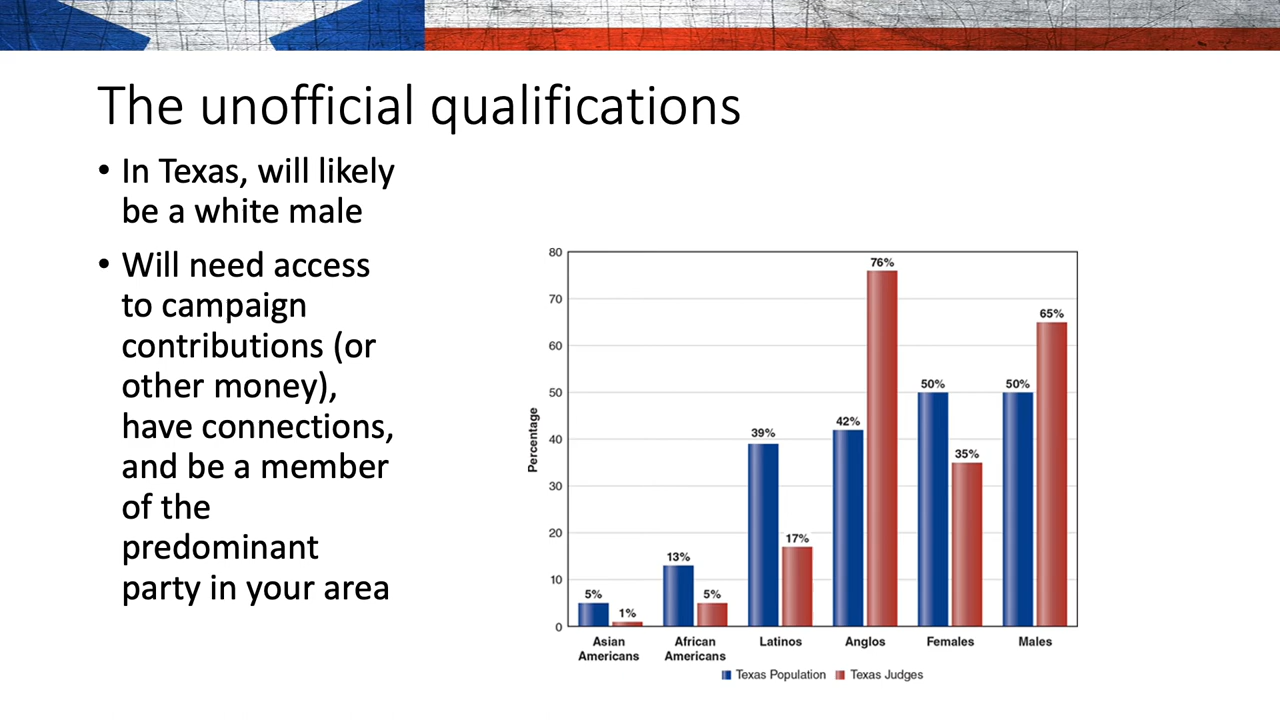 The unofficial qualifications
• In Texas, will likely
be a white male
• Will need access
to campaign
contributions (or
other money),
have connections,
and be a member
of the
predominant
party in your area
Percentage
80
70
60
50
40
30
20
10
0
5%
1%
13%
5%
39%
17%
42%
76%
50%
35%
50%
65%
Asian
Americans
African
Americans
Latinos
Anglos
Females
Males
Texas Population
Texas Judges